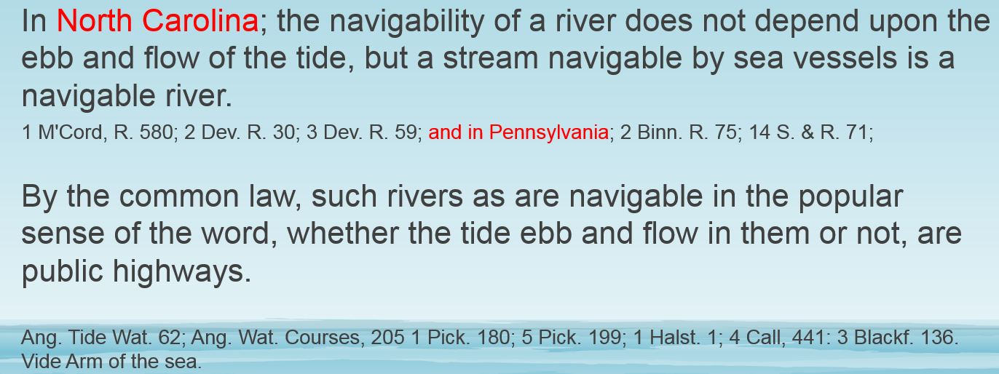 In North Carolina; the navigability of a river does not depend upon the
ebb and flow of the tide, but a stream navigable by sea vessels is a
navigable river.
1 M'Cord, R. 580; 2 Dev. R. 30; 3 Dev. R. 59; and in Pennsylvania; 2 Binn. R. 75; 14 S. & R. 71;
By the common law, such rivers as are navigable in the popular
sense of the word, whether the tide ebb and flow in them or not, are
public highways.
Ang. Tide Wat. 62; Ang. Wat. Courses, 205 1 Pick. 180; 5 Pick. 199; 1 Halst. 1; 4 Call, 441: 3 Blackf. 136.
Vide Arm of the sea.